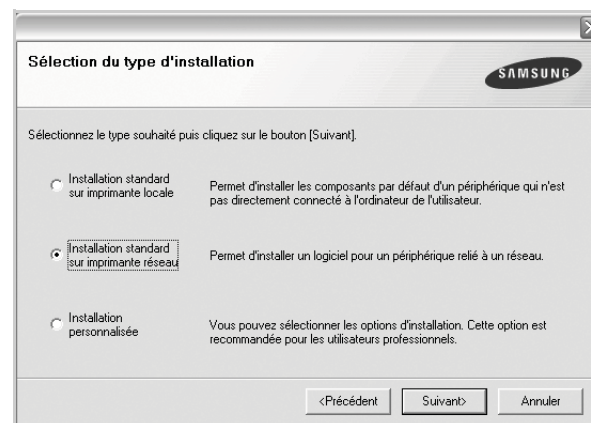 Sélection du type d'installation
SAMSUNG
Sélectionnez le type souhaité puis cliquez sur le bouton [Suivant].
Installation standard
sur imprimante locale
Permet d'installer les composants par défaut d'un périphérique qui n'est
pas directement connecté à l'ordinateur de l'utilisateur.
Installation standard
sur imprimante réseau
Permet d'installer un logiciel pour un périphérique relié à un réseau.
Installation
personnalisée
Vous pouvez sélectionner les options d'installation. Cette option est
recommandée pour les utilisateurs professionnels.
<Précédent
Suivant>
Annuler